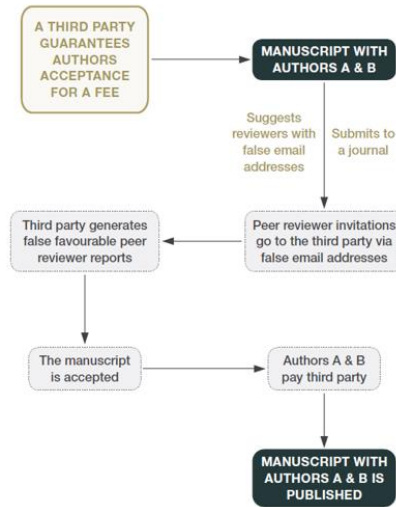 A THIRD PARTY
GUARANTEES
AUTHORS
ACCEPTANCE
FOR A FEE
MANUSCRIPT WITH
AUTHORS A & B
Suggests
reviewers with
false email
addresses
Submits to
a journal
Peer reviewer invitations
go to the third party via
false email addresses
Third party generates
false favourable peer
reviewer reports
The manuscript
is accepted
Authors A & B
pay third party
MANUSCRIPT WITH
AUTHORS A & B IS
PUBLISHED